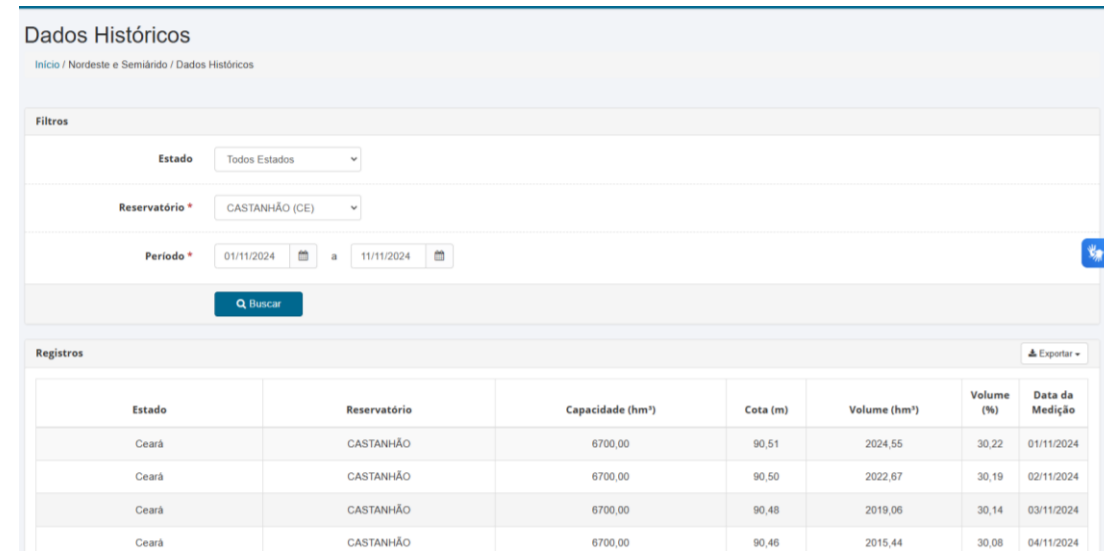 Dados Históricos
Início / Nordeste e Semiárido / Dados Históricos
Filtros
Estado Todos Estados
Reservatório * CASTANHÃO (CE)
Período * 01/11/2024 a 11/11/2024
Buscar
Registros Exportar
Estado Reservatório Capacidade (hm³) Cota (m) Volume (hm³) Volume (%) Data da Medição
Ceará CASTANHÃO 6700,00 90,51 2024,55 30,22 01/11/2024
Ceará CASTANHÃO 6700,00 90,50 2022,67 30,19 02/11/2024
Ceará CASTANHÃO 6700,00 90,48 2019,06 30,14 03/11/2024
Ceará CASTANHÃO 6700,00 90,46 2015,44 30,08 04/11/2024